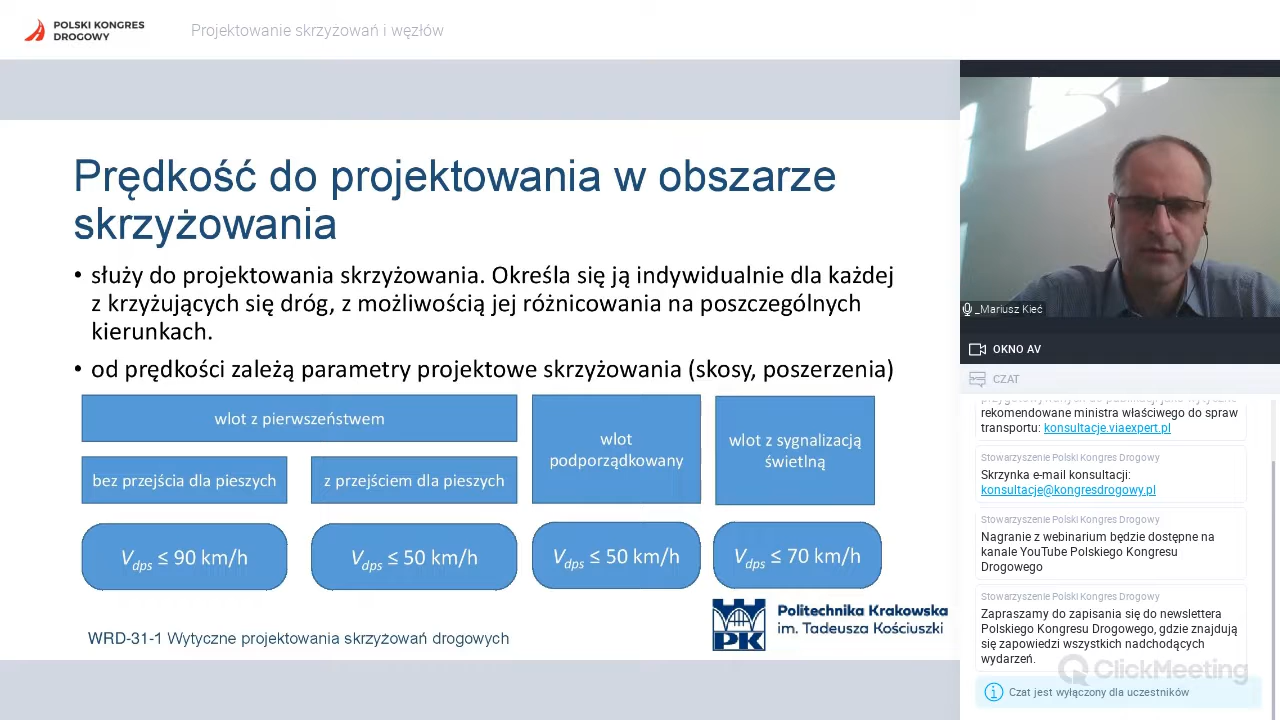 POLSKI KONGRES
DROGOWY
Projektowanie skrzyżowań i węzłów
Prędkość do projektowania w obszarze
skrzyżowania
• służy do projektowania skrzyżowania. Określa się ją indywidualnie dla każdej
z krzyżujących się dróg, z możliwością jej różnicowania na poszczególnych
kierunkach.
• od prędkości zależą parametry projektowe skrzyżowania (skosy, poszerzenia)
wlot z pierwszeństwem
bez przejścia dla pieszych
z przejściem dla pieszych
wlot
podporządkowany
wlot z sygnalizacją
świetlną
Vdps ≤ 90 km/h
Vdps ≤ 50 km/h
Vdps ≤ 50 km/h
Vdps ≤ 70 km/h
WRD-31-1 Wytyczne projektowania skrzyżowań drogowych
PK
Politechnika Krakowska
im. Tadeusza Kościuszki
_Mariusz Kieć
OKNO AV
CZAT
rekomendowane ministra właściwego do spraw
transportu: konsultacje.viaexpert.pl
Stowarzyszenie Polski Kongres Drogowy
Skrzynka e-mail konsultacji:
konsultacje@kongresdrogowy.pl
Stowarzyszenie Polski Kongres Drogowy
Nagranie z webinarium będzie dostępne na
kanale YouTube Polskiego Kongresu
Drogowego
Stowarzyszenie Polski Kongres Drogowy
Zapraszamy do zapisania się do newslettera
Polskiego Kongresu Drogowego, gdzie znajdują
się zapowiedzi wszystkich nadchodzących
wydarzeń.
ClickMeeting
Czat jest wyłączony dla uczestników